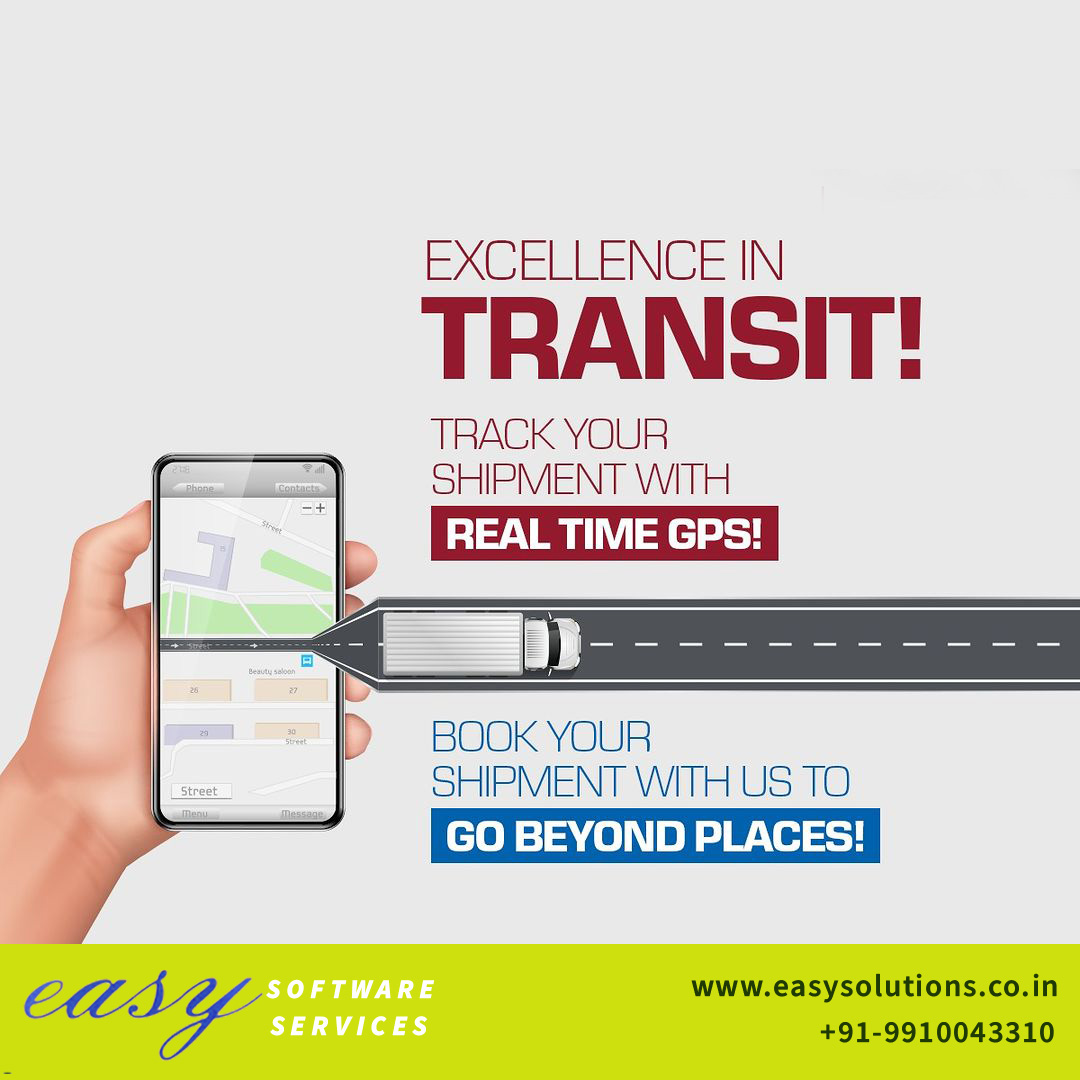 EXCELLENCE IN
TRANSIT!
TRACK YOUR
SHIPMENT WITH
REAL TIME GPS!
Phone
Contacts
Street
Street
Beauty saloon
26
27
29
30
Street
Street
Menu
Message
BOOK YOUR
SHIPMENT WITH US TO
GO BEYOND PLACES!
easy SOFTWARE
SERVICES
www.easysolutions.co.in
+91-9910043310